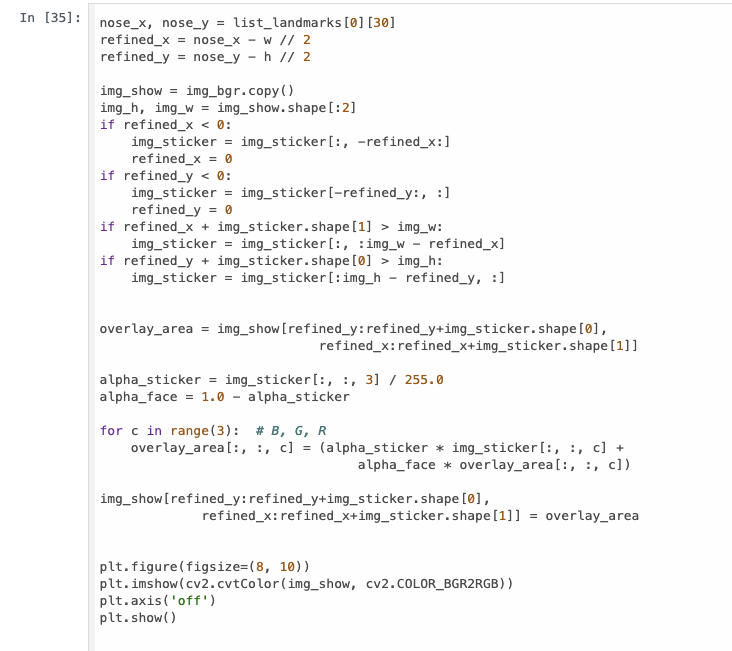 In [35]:
nose_x, nose_y = list_landmarks[0][30]
refined_x = nose_x - w // 2
refined_y = nose_y - h // 2

img_show = img_bgr.copy()
img_h, img_w = img_show.shape[:2]
if refined_x < 0:
    img_sticker = img_sticker[:, -refined_x:]
    refined_x = 0
if refined_y < 0:
    img_sticker = img_sticker[-refined_y:, :]
    refined_y = 0
if refined_x + img_sticker.shape[1] > img_w:
    img_sticker = img_sticker[:, :img_w - refined_x]
if refined_y + img_sticker.shape[0] > img_h:
    img_sticker = img_sticker[:img_h - refined_y, :]


overlay_area = img_show[refined_y:refined_y+img_sticker.shape[0],
                            refined_x:refined_x+img_sticker.shape[1]]

alpha_sticker = img_sticker[:, :, 3] / 255.0
alpha_face = 1.0 - alpha_sticker

for c in range(3):  # B, G, R
    overlay_area[:, :, c] = (alpha_sticker * img_sticker[:, :, c] +
                                 alpha_face * overlay_area[:, :, c])

img_show[refined_y:refined_y+img_sticker.shape[0],
             refined_x:refined_x+img_sticker.shape[1]] = overlay_area


plt.figure(figsize=(8, 10))
plt.imshow(cv2.cvtColor(img_show, cv2.COLOR_BGR2RGB))
plt.axis('off')
plt.show()